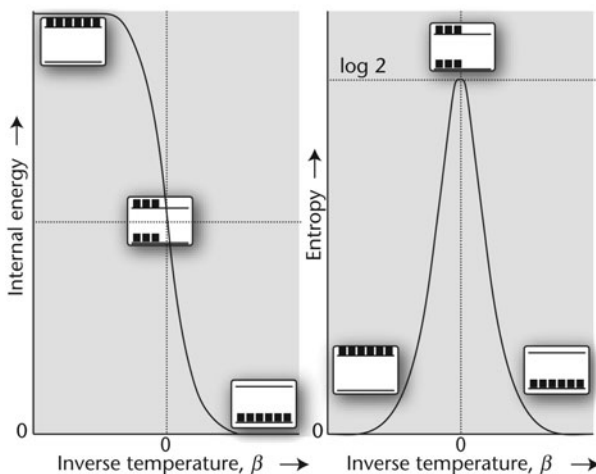 Internal energy →
0
0
Inverse temperature, β →
log 2
Entropy →
0
0
Inverse temperature, β →